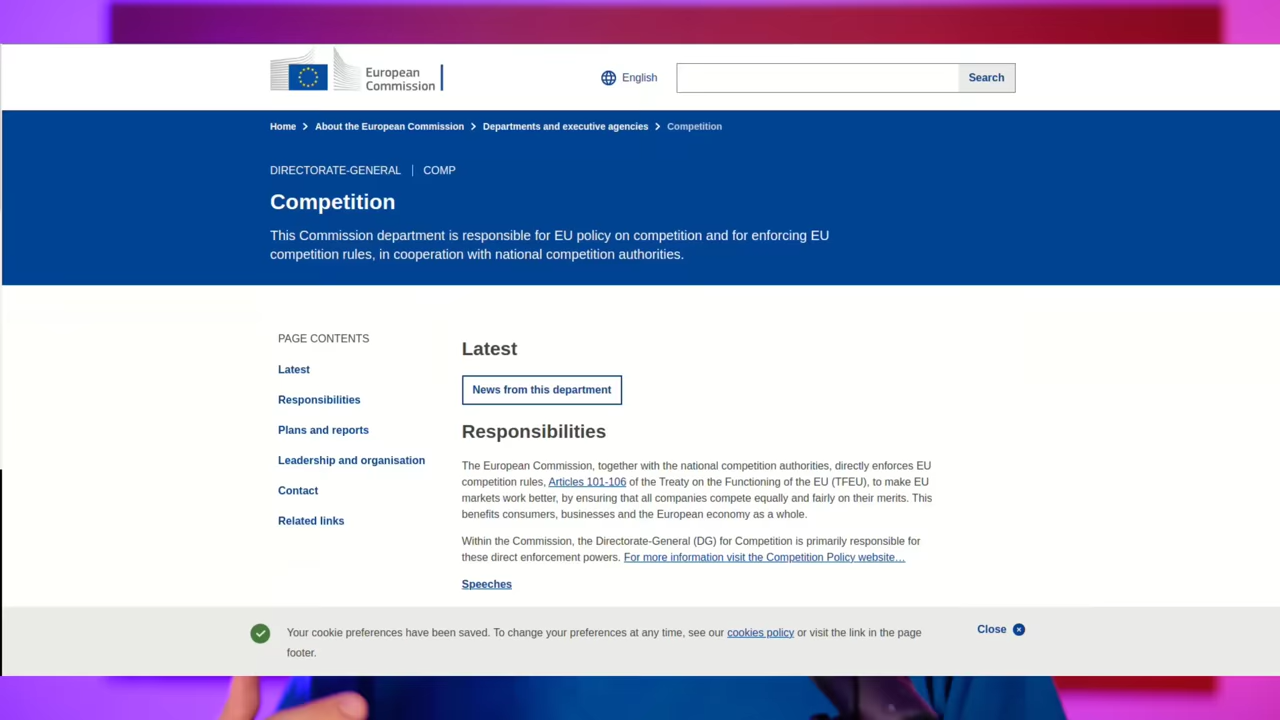 European
Commission
English
Search
Home > About the European Commission > Departments and executive agencies > Competition
DIRECTORATE-GENERAL | COMP
Competition
This Commission department is responsible for EU policy on competition and for enforcing EU
competition rules, in cooperation with national competition authorities.
PAGE CONTENTS
Latest
Responsibilities
Plans and reports
Leadership and organisation
Contact
Related links
Latest
News from this department
Responsibilities
The European Commission, together with the national competition authorities, directly enforces EU
competition rules, Articles 101-106 of the Treaty on the Functioning of the EU (TFEU), to make EU
markets work better, by ensuring that all companies compete equally and fairly on their merits. This
benefits consumers, businesses and the European economy as a whole.
Within the Commission, the Directorate-General (DG) for Competition is primarily responsible for
these direct enforcement powers. For more information visit the Competition Policy website…
Speeches
Your cookie preferences have been saved. To change your preferences at any time, see our cookies policy or visit the link in the page
footer.
Close